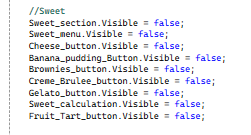 //Sweet
Sweet_section.Visible = false;
Sweet_menu.Visible = false;
Cheese_button.Visible = false;
Banana_pudding_Button.Visible = false;
Brownies_button.Visible = false;
Creme_Brulee_button.Visible = false;
Gelato_button.Visible = false;
Sweet_calculation.Visible = false;
Fruit_Tart_button.Visible = false;